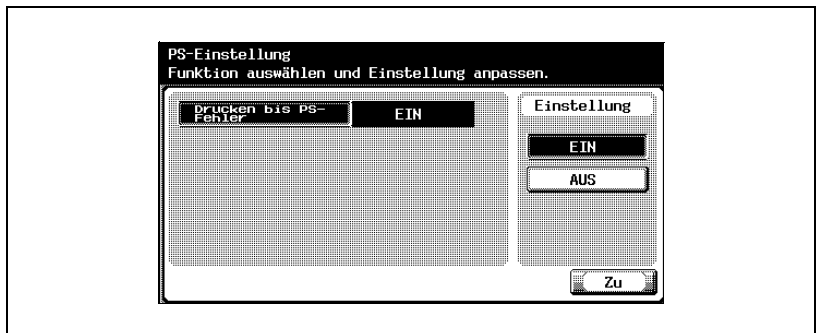 PS-Einstellung
Funktion auswählen und Einstellung anpassen.
Drucken bis PS-
Fehler
EIN
Einstellung
EIN
AUS
Zu